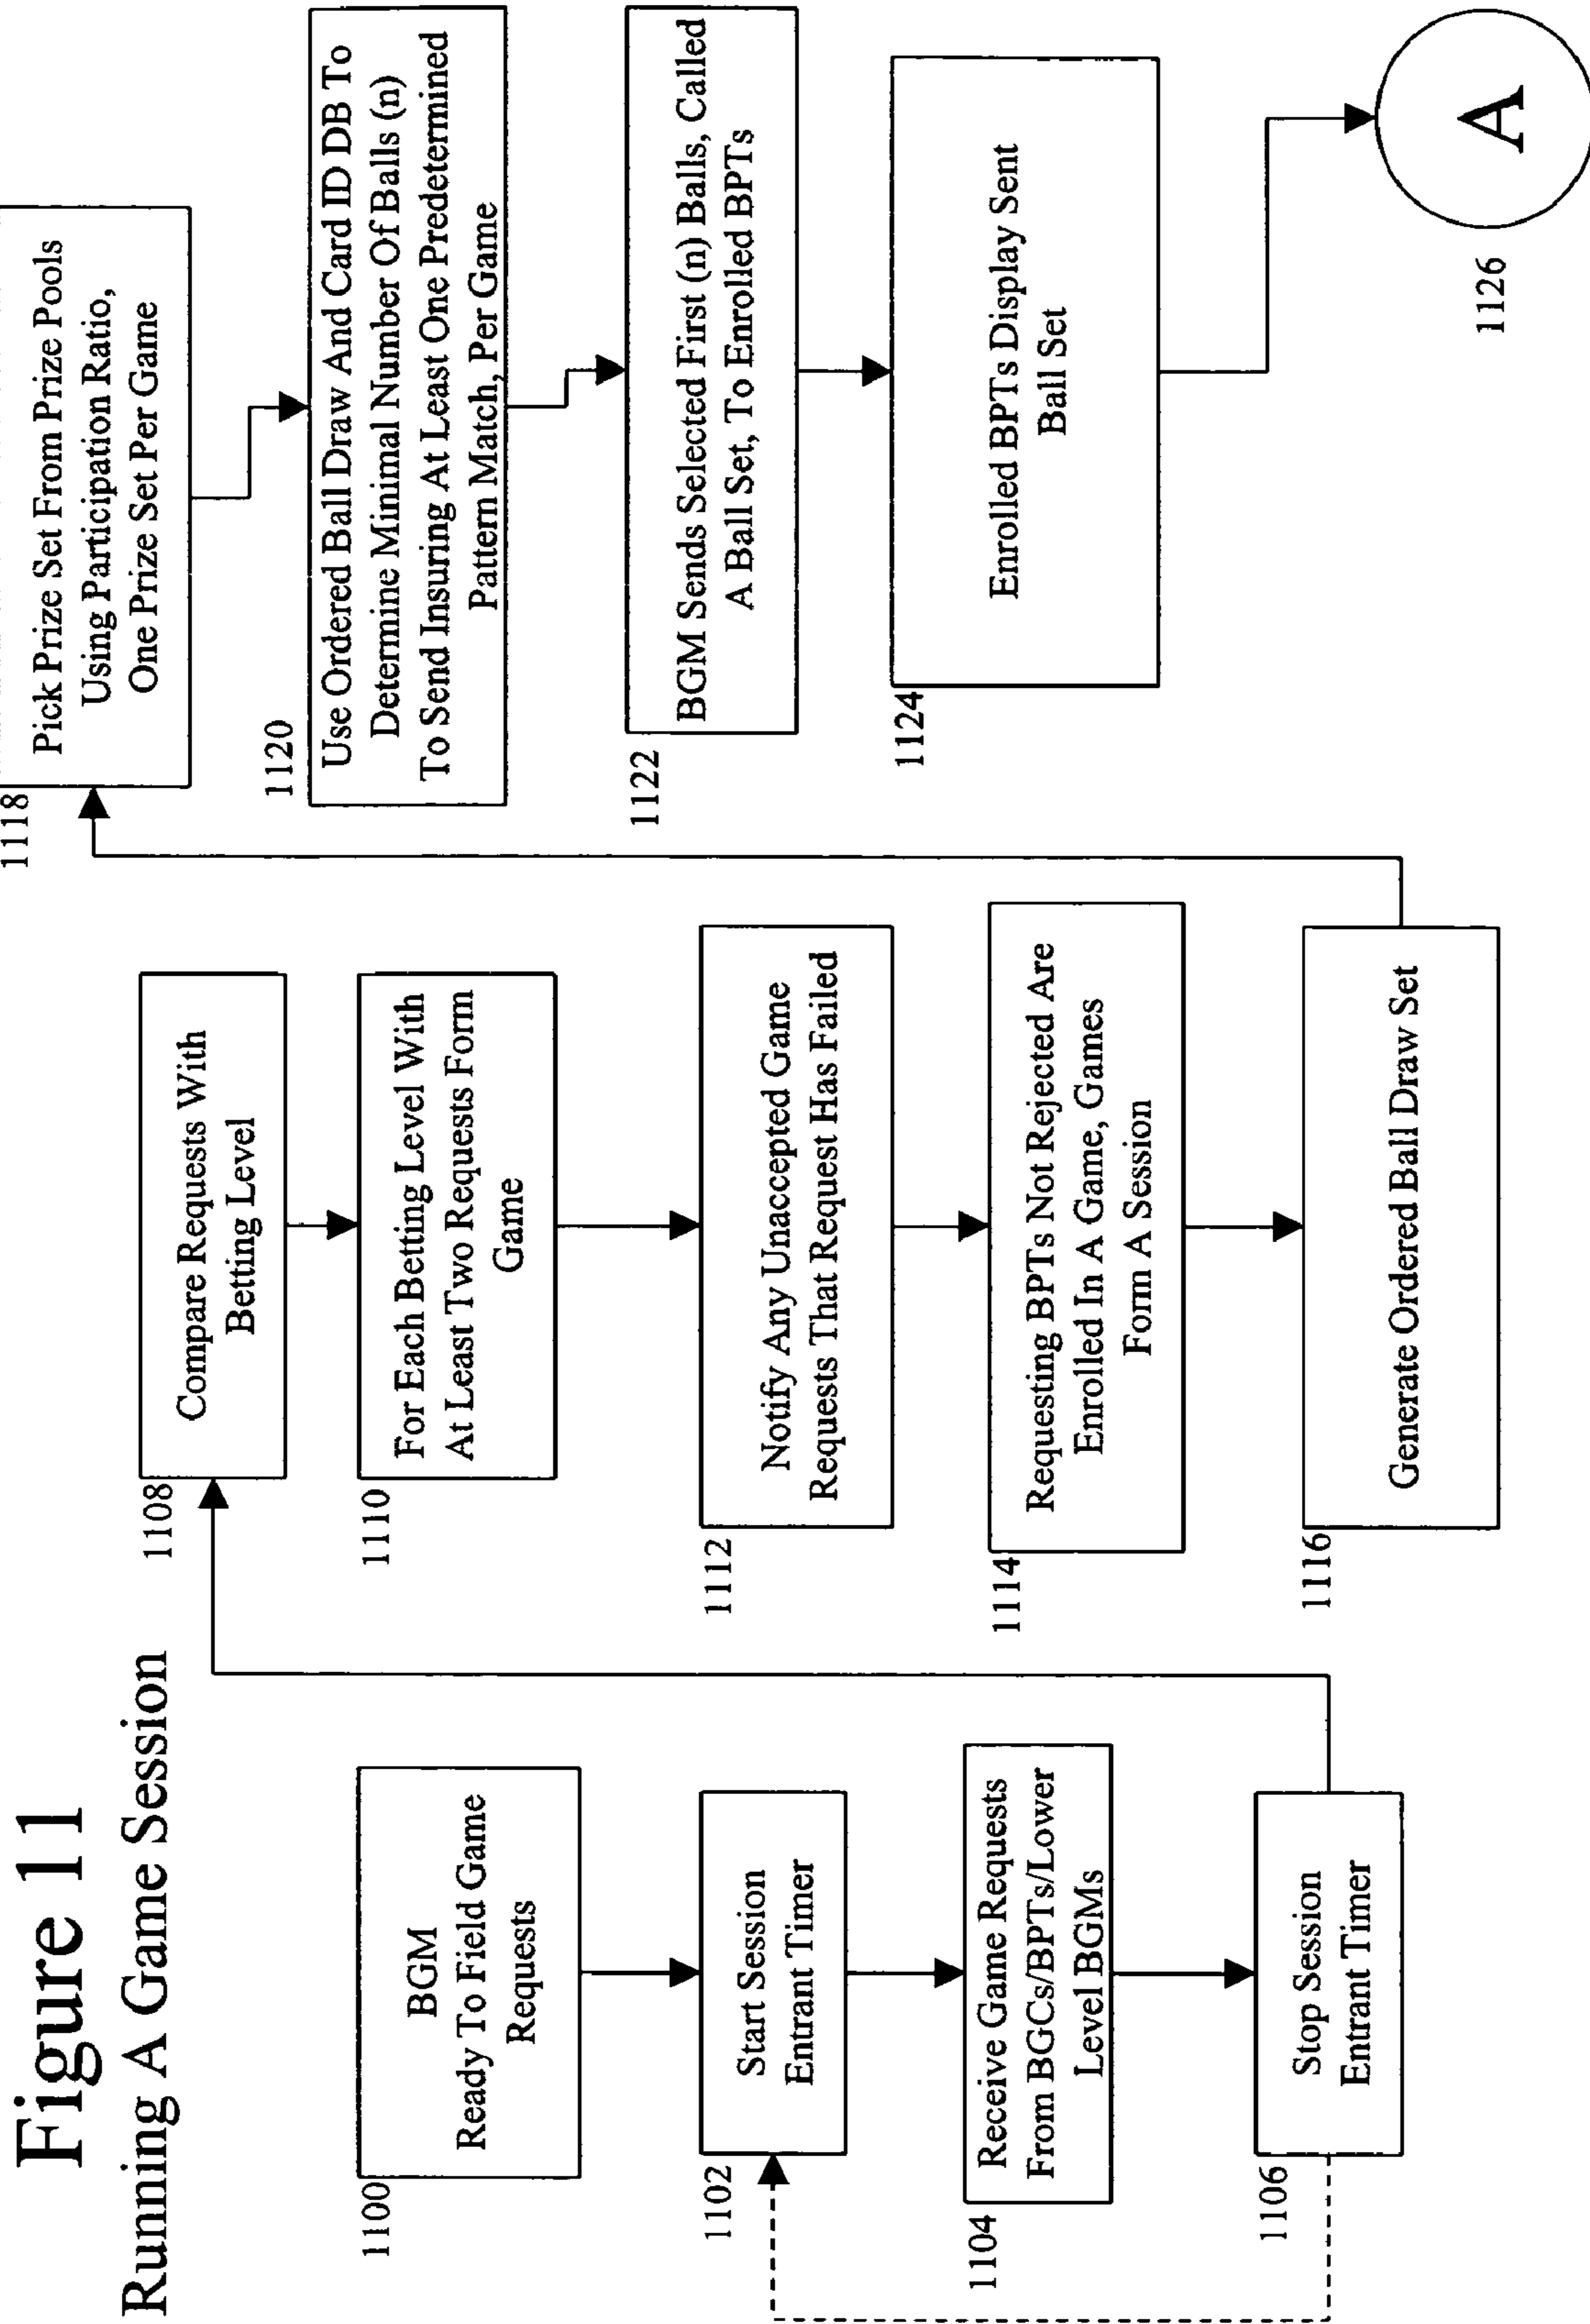 Figure 11
Running A Game Session
1100
BGM
Ready To Field Game
Requests
1102
Start Session
Entrant Timer
1104
Receive Game Requests
From BGCs/BPTs/Lower
Level BGMs
1106
Stop Session
Entrant Timer
1108
Compare Requests With
Betting Level
1110
For Each Betting Level With
At Least Two Requests Form
Game
1112
Notify Any Unaccepted Game
Requests That Request Has Failed
1114
Requesting BPTs Not Rejected Are
Enrolled In A Game, Games
Form A Session
1116
Generate Ordered Ball Draw Set
1118
Pick Prize Set From Prize Pools
Using Participation Ratio,
One Prize Set Per Game
1120
Use Ordered Ball Draw And Card ID DB To
Determine Minimal Number Of Balls (n)
To Send Insuring At Least One Predetermined
Pattern Match, Per Game
1122
BGM Sends Selected First (n) Balls, Called
A Ball Set, To Enrolled BPTs
1124
Enrolled BPTs Display Sent
Ball Set
1126
A